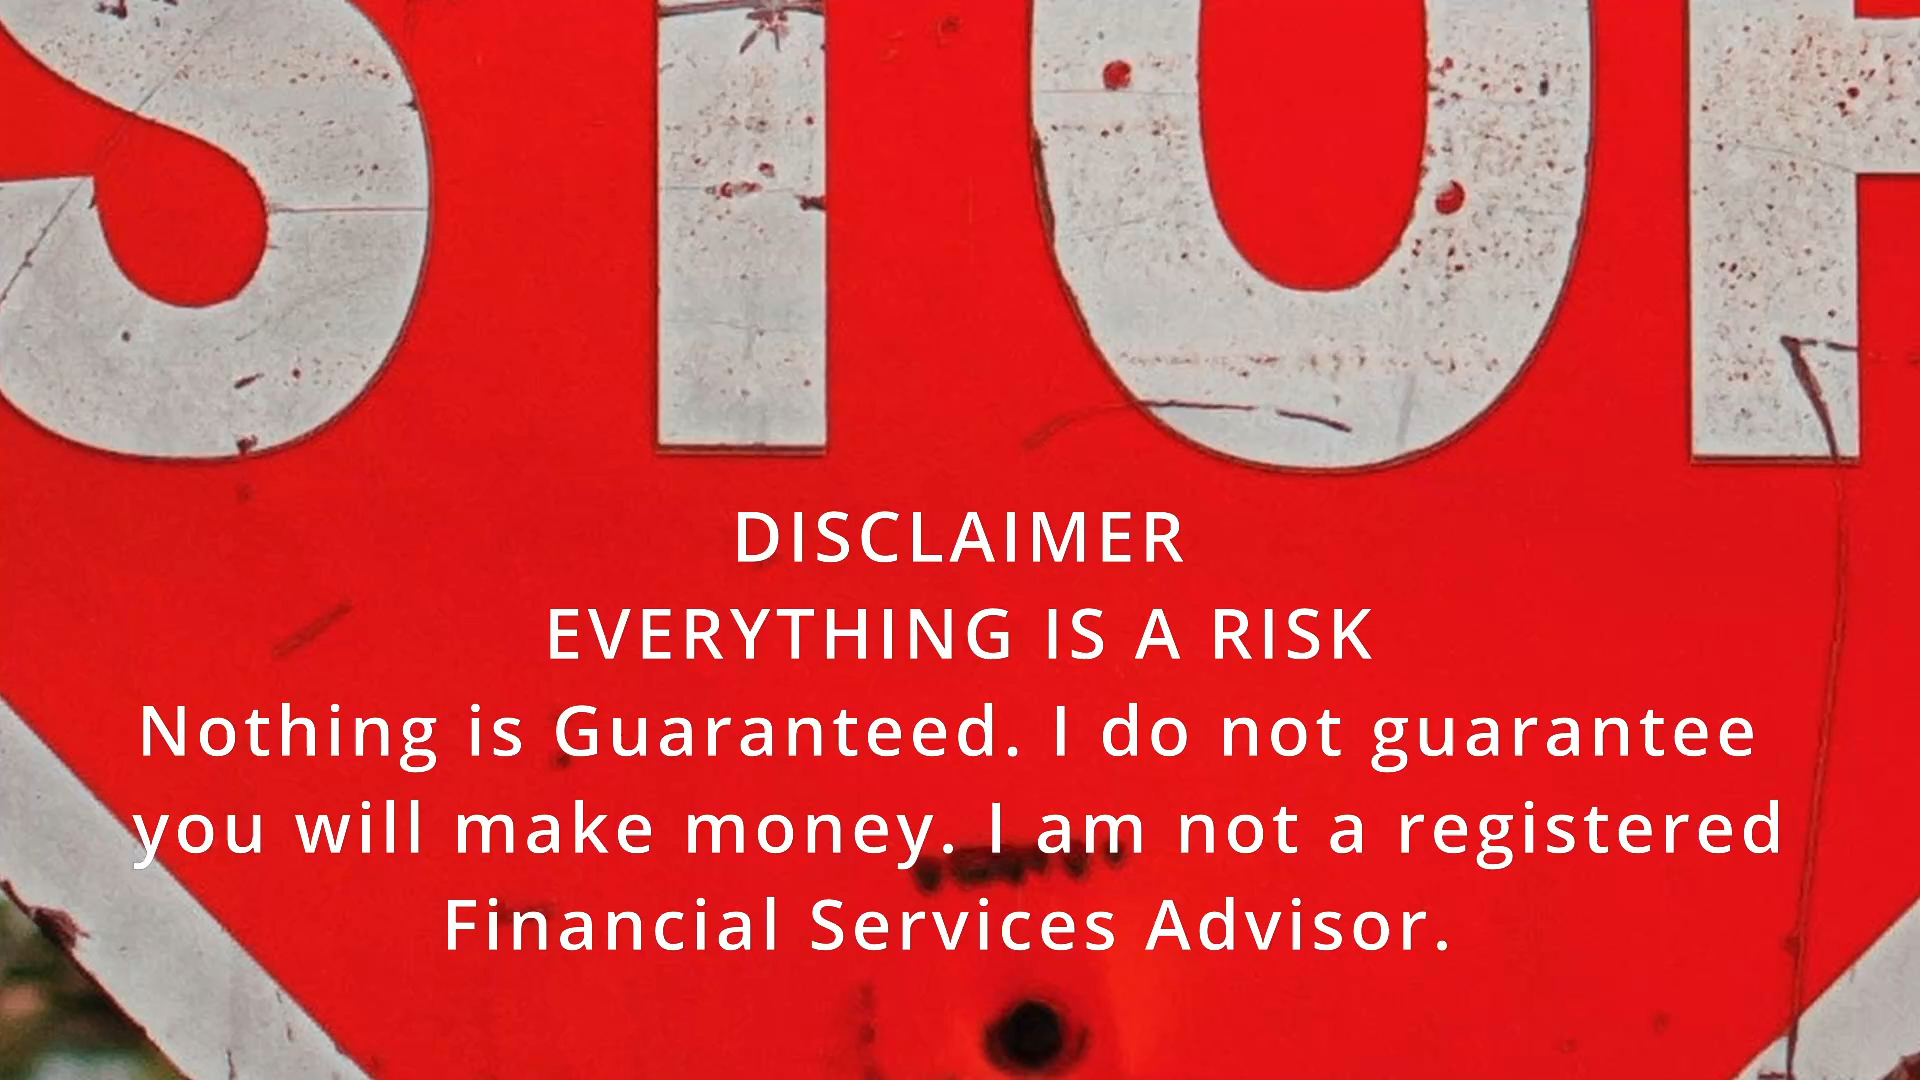 STOP
DISCLAIMER
EVERYTHING IS A RISK
Nothing is Guaranteed. I do not guarantee
you will make money. I am not a registered
Financial Services Advisor.